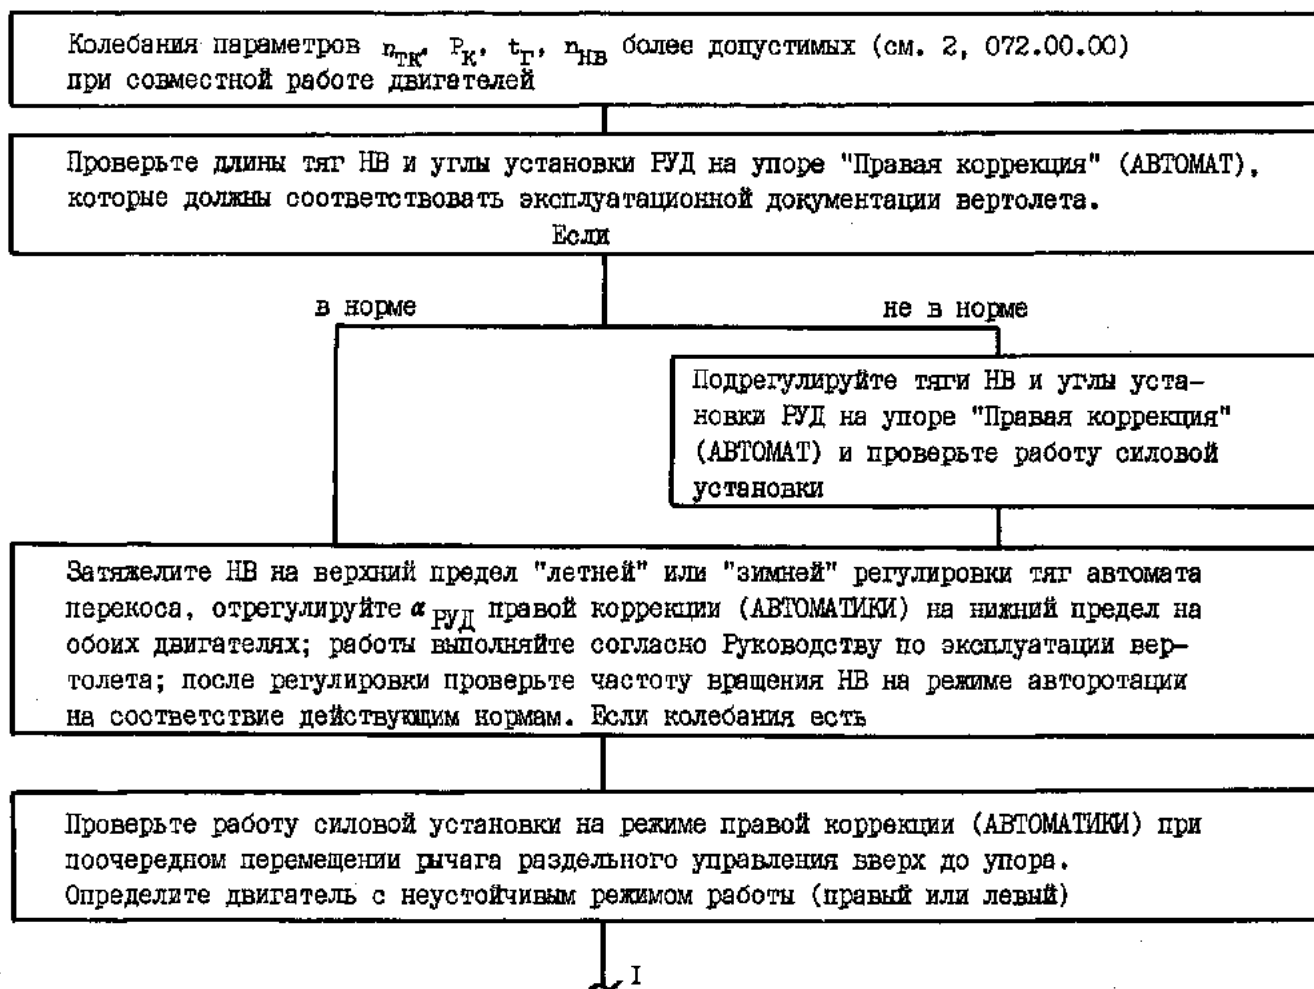 Колебания параметров nТК, PК, tГ, nНВ более допустимых (см. 2, 072.00.00)
при совместной работе двигателей
Проверьте длины тяг НВ и углы установки РУД на упоре "Правая коррекция" (АВТОМАТ),
которые должны соответствовать эксплуатационной документации вертолета.
Если
в норме
не в норме
Подрегулируйте тяги НВ и углы уста-
новки РУД на упоре "Правая коррекция"
(АВТОМАТ) и проверьте работу силовой
установки
Затяжелите НВ на верхний предел "летней" или "зимней" регулировки тяг автомата
перекоса, отрегулируйте αРУД правой коррекции (АВТОМАТИКИ) на нижний предел на
обоих двигателях; работы выполняйте согласно Руководству по эксплуатации вер-
толета; после регулировки проверьте частоту вращения НВ на режиме авторотации
на соответствие действующим нормам. Если колебания есть
Проверьте работу силовой установки на режиме правой коррекции (АВТОМАТИКИ) при
поочередном перемещении рычага раздельного управления вверх до упора.
Определите двигатель с неустойчивым режимом работы (правый или левый)
I